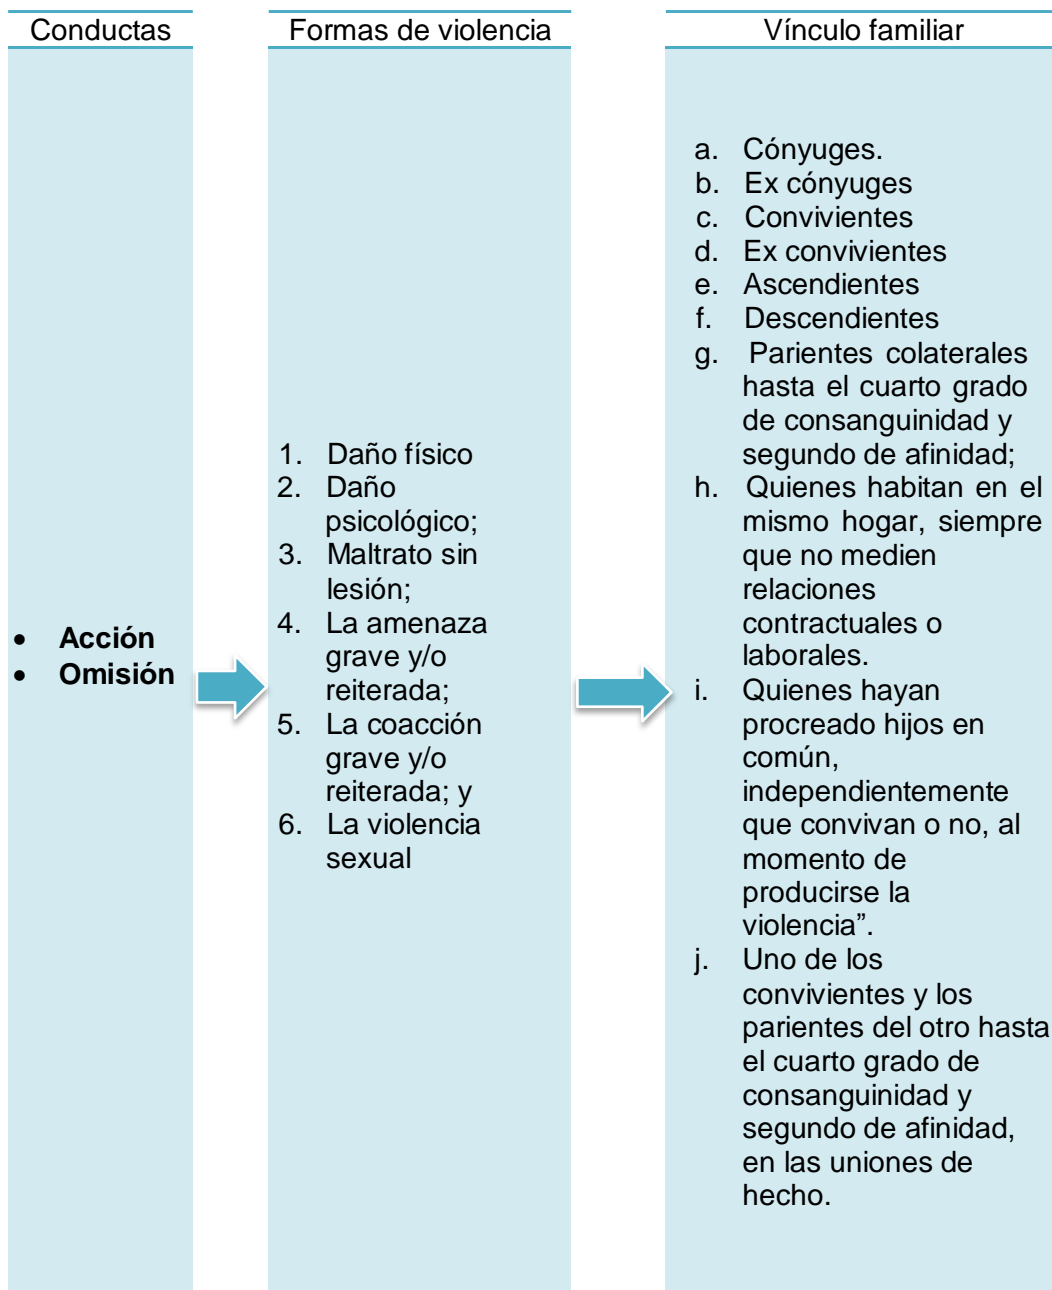 Conductas
• Acción
• Omisión
Formas de violencia
1. Daño físico
2. Daño
psicológico;
3. Maltrato sin
lesión;
4. La amenaza
grave y/o
reiterada;
5. La coacción
grave y/o
reiterada; y
6. La violencia
sexual
Vínculo familiar
a. Cónyuges.
b. Ex cónyuges
c. Convivientes
d. Ex convivientes
e. Ascendientes
f. Descendientes
g. Parientes colaterales
hasta el cuarto grado
de consanguinidad y
segundo de afinidad;
h. Quienes habitan en el
mismo hogar, siempre
que no medien
relaciones
contractuales o
laborales.
i. Quienes hayan
procreado hijos en
común,
independientemente
que convivan o no, al
momento de
producirse la
violencia”.
j. Uno de los
convivientes y los
parientes del otro hasta
el cuarto grado de
consanguinidad y
segundo de afinidad,
en las uniones de
hecho.